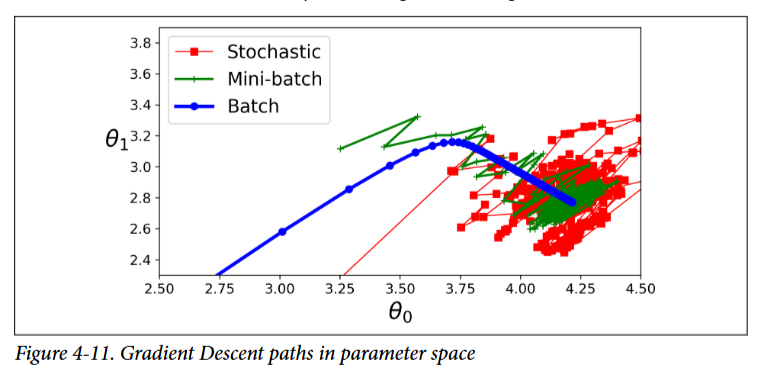 3.8
3.6
3.4
3.2
3.0
2.8
2.6
2.4
θ1
Stochastic
Mini-batch
Batch
2.50 2.75 3.00 3.25 3.50 3.75 4.00 4.25 4.50
θ0
Figure 4-11. Gradient Descent paths in parameter space